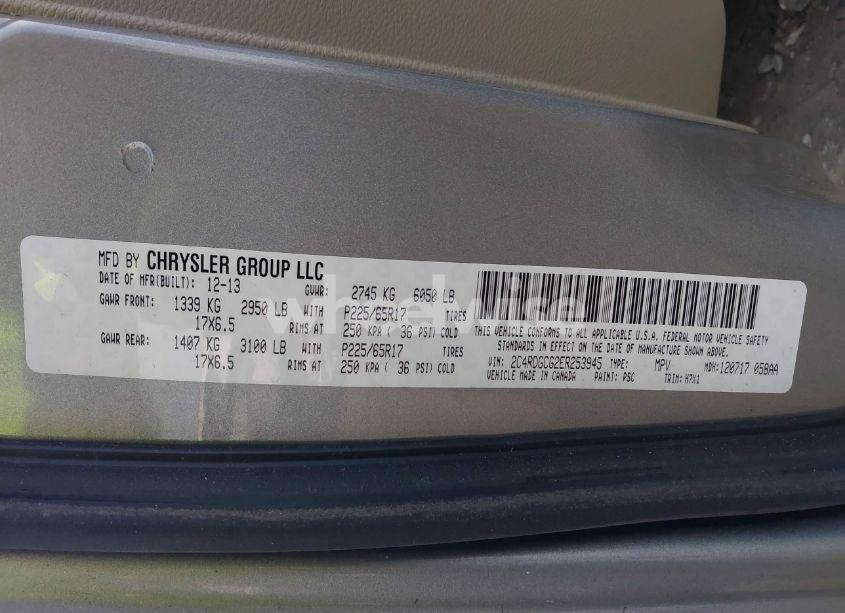 MFD BY CHRYSLER GROUP LLC
DATE OF MFR(BUILT): 12-13 GVWR: 2745 KG 6050 LB
GAWR FRONT: 1339 KG 2950 LB WITH P225/65R17 TIRES
17X6.5 RIMS AT 250 KPA ( 36 PSI) COLD
GAWR REAR: 1407 KG 3100 LB WITH P225/65R17 TIRES
17X6.5 RIMS AT 250 KPA ( 36 PSI) COLD
THIS VEHICLE CONFORMS TO ALL APPLICABLE U.S.A. FEDERAL MOTOR VEHICLE SAFETY
STANDARDS IN EFFECT ON THE DATE OF MANUFACTURE SHOWN ABOVE.
VIN: 2C4RDGCG2ER253945 TYPE: MPV MDH: 120717 058AA
VEHICLE MADE IN CANADA PAINT: PSC TRIM: H7X1
wheelwise